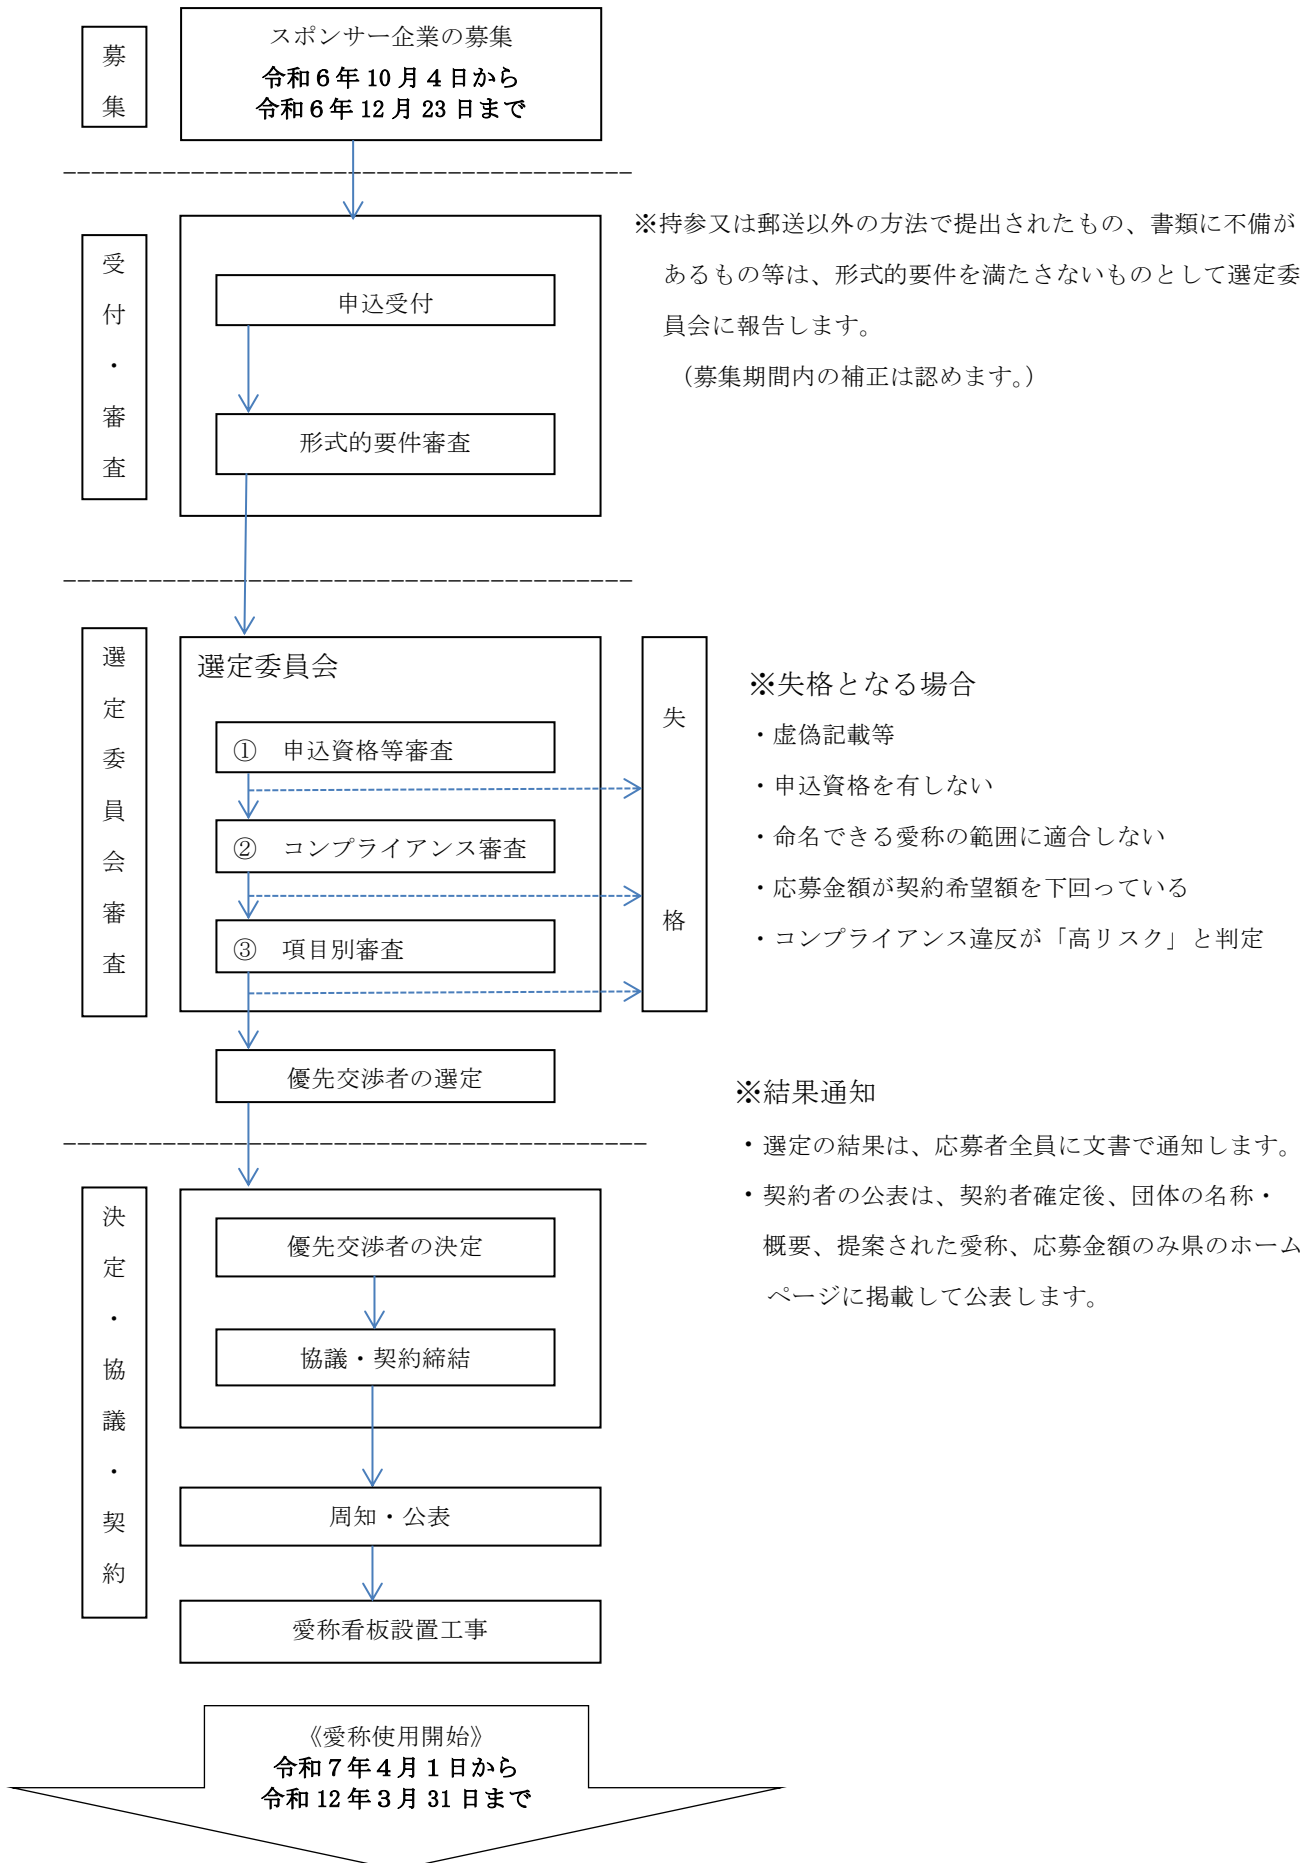 募集
スポンサー企業の募集
令和６年 10 月４日から
令和６年 12 月 23 日まで
受付・審査
申込受付
形式的要件審査
※持参又は郵送以外の方法で提出されたもの、書類に不備が
あるもの等は、形式的要件を満たさないものとして選定委
員会に報告します。
（募集期間内の補正は認めます。）
選定委員会審査
選定委員会
① 申込資格等審査
② コンプライアンス審査
③ 項目別審査
失格
※失格となる場合
・虚偽記載等
・申込資格を有しない
・命名できる愛称の範囲に適合しない
・応募金額が契約希望額を下回っている
・コンプライアンス違反が「高リスク」と判定
優先交渉者の選定
※結果通知
・選定の結果は、応募者全員に文書で通知します。
・契約者の公表は、契約者確定後、団体の名称・
概要、提案された愛称、応募金額のみ県のホーム
ページに掲載して公表します。
決定・協議・契約
優先交渉者の決定
協議・契約締結
周知・公表
愛称看板設置工事
《愛称使用開始》
令和７年４月１日から
令和 12 年３月 31 日まで